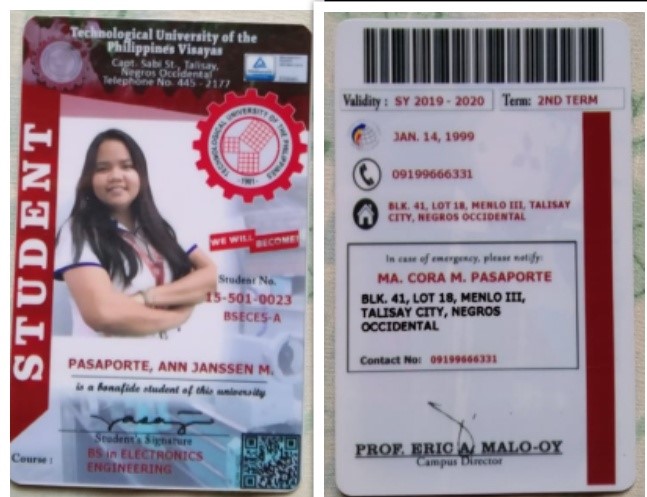 Technological University of the
Philippines Visayas
Capt. Sabi St., Talisay,
Negros Occidental
Telephone No. 445 - 2177
TECHNOLOGICAL UNIVERSITY OF THE PHILIPPINES
-1901-
STUDENT
WE WILL BECOME!
Student No.
15-501-0023
BSECE5-A
PASAPORTE, ANN JANSSEN M.
is a bonafide student of this university
Student's Signature
Course :
BS in ELECTRONICS
ENGINEERING
Validity : SY 2019 - 2020 Term: 2ND TERM
JAN. 14, 1999
09199666331
BLK. 41, LOT 18, MENLO III, TALISAY
CITY, NEGROS OCCIDENTAL
In case of emergency, please notify:
MA. CORA M. PASAPORTE
BLK. 41, LOT 18, MENLO III,
TALISAY CITY, NEGROS
OCCIDENTAL
Contact No: 09199666331
PROF. ERIC A. MALO-OY
Campus Director